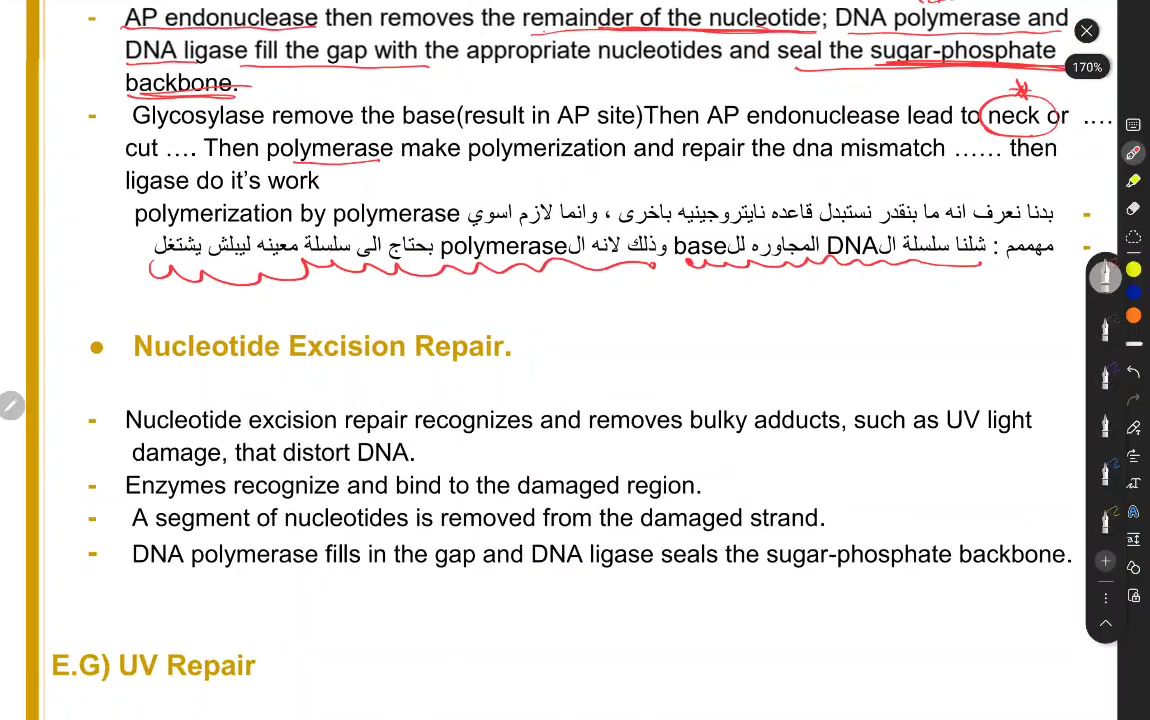 - AP endonuclease then removes the remainder of the nucleotide; DNA polymerase and
DNA ligase fill the gap with the appropriate nucleotides and seal the sugar-phosphate
backbone.
- Glycosylase remove the base(result in AP site)Then AP endonuclease lead to neck or ....
cut .... Then polymerase make polymerization and repair the dna mismatch ...... then
ligase do it's work
- بدنا نعرف انه ما بنقدر نستبدل قاعده نايتروجينيه باخرى ، وانما لازم اسوي polymerization by polymerase
- مهممم : شلنا سلسلة الDNA المجاوره للbase وذلك لانه الpolymerase بحتاج الى سلسلة معينه ليبلش يشتغل
● Nucleotide Excision Repair.
- Nucleotide excision repair recognizes and removes bulky adducts, such as UV light
damage, that distort DNA.
- Enzymes recognize and bind to the damaged region.
- A segment of nucleotides is removed from the damaged strand.
- DNA polymerase fills in the gap and DNA ligase seals the sugar-phosphate backbone.
E.G) UV Repair
170%